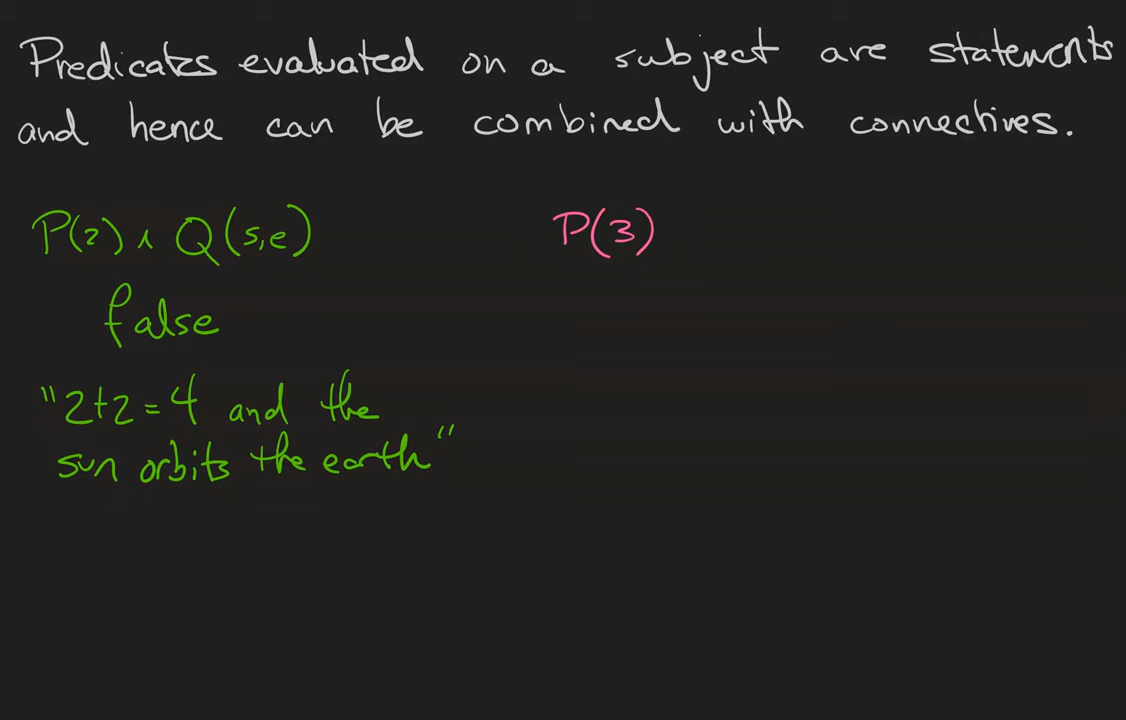 Predicates evaluated on a subject are statements
and hence can be combined with connectives.
P(2) ∧ Q(s,e)
false
"2+2=4 and the
sun orbits the earth"
P(3)